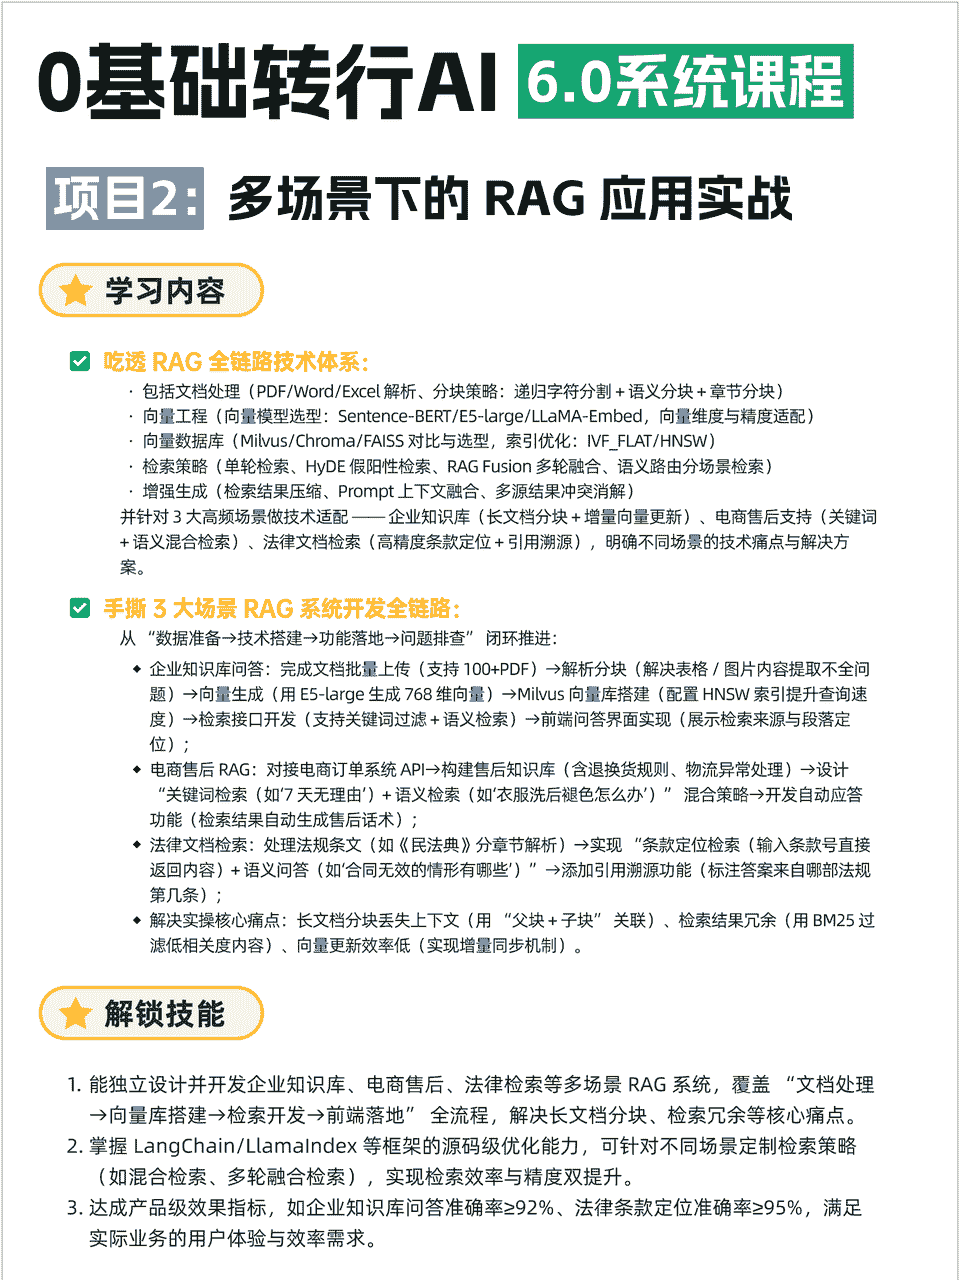 0基础转行AI 6.0系统课程
项目2： 多场景下的 RAG 应用实战
学习内容
吃透 RAG 全链路技术体系：
· 包括文档处理（PDF/Word/Excel 解析、分块策略：递归字符分割 + 语义分块 + 章节分块）
· 向量工程（向量模型选型：Sentence-BERT/E5-large/LLaMA-Embed，向量维度与精度适配）
· 向量数据库（Milvus/Chroma/FAISS 对比与选型，索引优化：IVF_FLAT/HNSW）
· 检索策略（单轮检索、HyDE 假阳性检索、RAG Fusion 多轮融合、语义路由分场景检索）
· 增强生成（检索结果压缩、Prompt 上下文融合、多源结果冲突消解）
并针对 3 大高频场景做技术适配 —— 企业知识库（长文档分块 + 增量向量更新）、电商售后支持（关键词
+ 语义混合检索）、法律文档检索（高精度条款定位 + 引用溯源），明确不同场景的技术痛点与解决方
案。
手撕 3 大场景 RAG 系统开发全链路：
从 “数据准备→技术搭建→功能落地→问题排查” 闭环推进：
◆ 企业知识库问答：完成文档批量上传（支持 100+PDF）→解析分块（解决表格 / 图片内容提取不全问
题）→向量生成（用 E5-large 生成 768 维向量）→Milvus 向量库搭建（配置 HNSW 索引提升查询速
度）→检索接口开发（支持关键词过滤 + 语义检索）→前端问答界面实现（展示检索来源与段落定
位）；
◆ 电商售后 RAG：对接电商订单系统 API→构建售后知识库（含退换货规则、物流异常处理）→设计
“关键词检索（如‘7 天无理由’）+ 语义检索（如‘衣服洗后褪色怎么办’）” 混合策略→开发自动应答
功能（检索结果自动生成售后话术）；
◆ 法律文档检索：处理法规条文（如《民法典》分章节解析）→实现 “条款定位检索（输入条款号直接
返回内容）+ 语义问答（如‘合同无效的情形有哪些’）” →添加引用溯源功能（标注答案来自哪部法规
第几条）；
◆ 解决实操核心痛点：长文档分块丢失上下文（用 “父块 + 子块” 关联）、检索结果冗余（用 BM25 过
滤低相关度内容）、向量更新效率低（实现增量同步机制）。
解锁技能
1. 能独立设计并开发企业知识库、电商售后、法律检索等多场景 RAG 系统，覆盖 “文档处理
→向量库搭建→检索开发→前端落地” 全流程，解决长文档分块、检索冗余等核心痛点。
2. 掌握 LangChain/LlamaIndex 等框架的源码级优化能力，可针对不同场景定制检索策略
（如混合检索、多轮融合检索），实现检索效率与精度双提升。
3. 达成产品级效果指标，如企业知识库问答准确率≥92%、法律条款定位准确率≥95%，满足
实际业务的用户体验与效率需求。